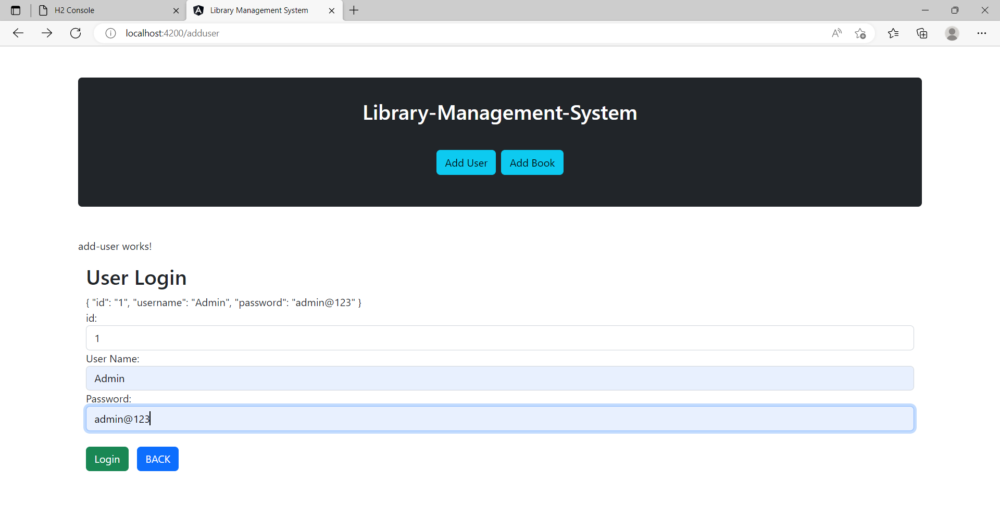 H2 Console
Library Management System
localhost:4200/adduser
Library-Management-System
Add User Add Book
add-user works!
User Login
{ "id": "1", "username": "Admin", "password": "admin@123" }
id:
1
User Name:
Admin
Password:
admin@123
Login BACK